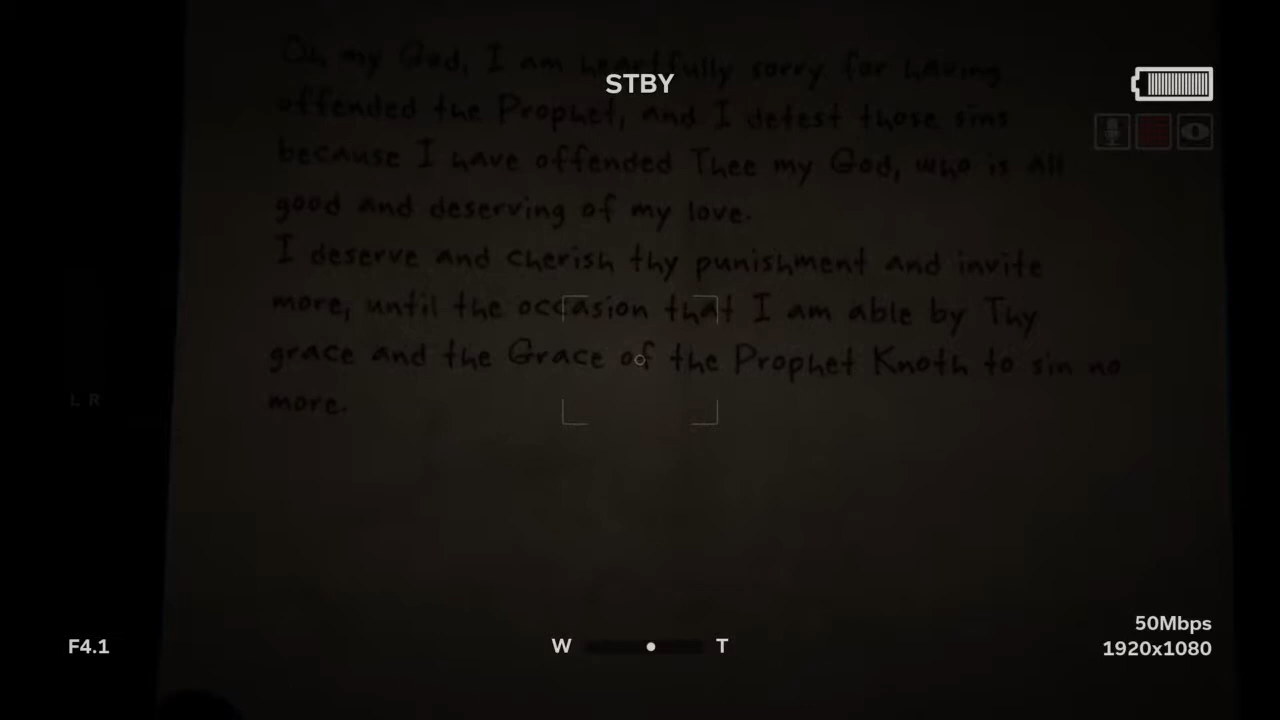 Oh my God, I am heartfully sorry for having
STBY
offended the Prophet, and I detest those sins
because I have offended Thee my God, who is all
good and deserving of my love.
I deserve and cherish thy punishment and invite
more, until the occasion that I am able by Thy
grace and the Grace of the Prophet Knoth to sin no
L R
more.
50Mbps
F4.1
W T
1920x1080